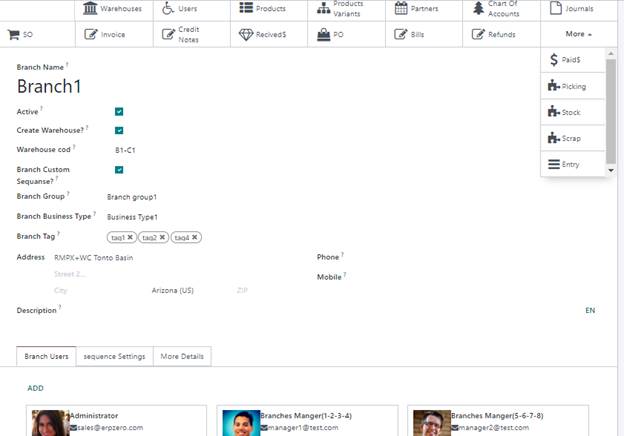 Warehouses
Users
Products
Products
Variants
Partners
Chart Of
Accounts
Journals
SO
Invoice
Credit
Notes
Recived$
PO
Bills
Refunds
More
Paid$
Picking
Stock
Scrap
Entry
Branch Name ?
Branch1
Active ?
Create Warehouse? ?
Warehouse cod ? B1-C1
Branch Custom
Sequanse? ?
Branch Group ? Branch group1
Branch Business Type ? Business Type1
Branch Tag ? tag1 tag2 tag4
Address RMPX+WC Tonto Basin
Street 2...
City Arizona (US) ZIP
Phone ?
Mobile ?
Description ?
EN
Branch Users sequence Settings More Details
ADD
Administrator
sales@erpzero.com
Branches Manger(1-2-3-4)
manager1@test.com
Branches Manger(5-6-7-8)
manager2@test.com